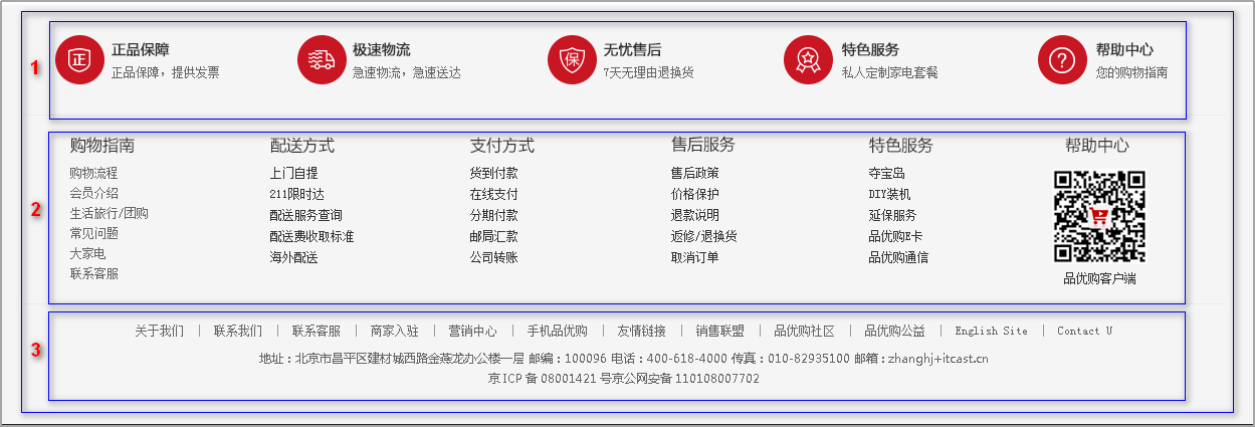 1
正 正品保障
正品保障，提供发票
极速物流
急速物流，急速送达
保 无忧售后
7天无理由退换货
特色服务
私人定制家电套餐
? 帮助中心
您的购物指南
2
购物指南
购物流程
会员介绍
生活旅行/团购
常见问题
大家电
联系客服
配送方式
上门自提
211限时达
配送服务查询
配送费收取标准
海外配送
支付方式
货到付款
在线支付
分期付款
邮局汇款
公司转账
售后服务
售后政策
价格保护
退款说明
返修/退换货
取消订单
特色服务
夺宝岛
DIY装机
延保服务
品优购E卡
品优购通信
帮助中心
品优购客户端
3
关于我们 | 联系我们 | 联系客服 | 商家入驻 | 营销中心 | 手机品优购 | 友情链接 | 销售联盟 | 品优购社区 | 品优购公益 | English Site | Contact U
地址：北京市昌平区建材城西路金燕龙办公楼一层 邮编：100096 电话：400-618-4000 传真：010-82935100 邮箱：zhanghj+itcast.cn
京ICP备08001421号京公网安备110108007702